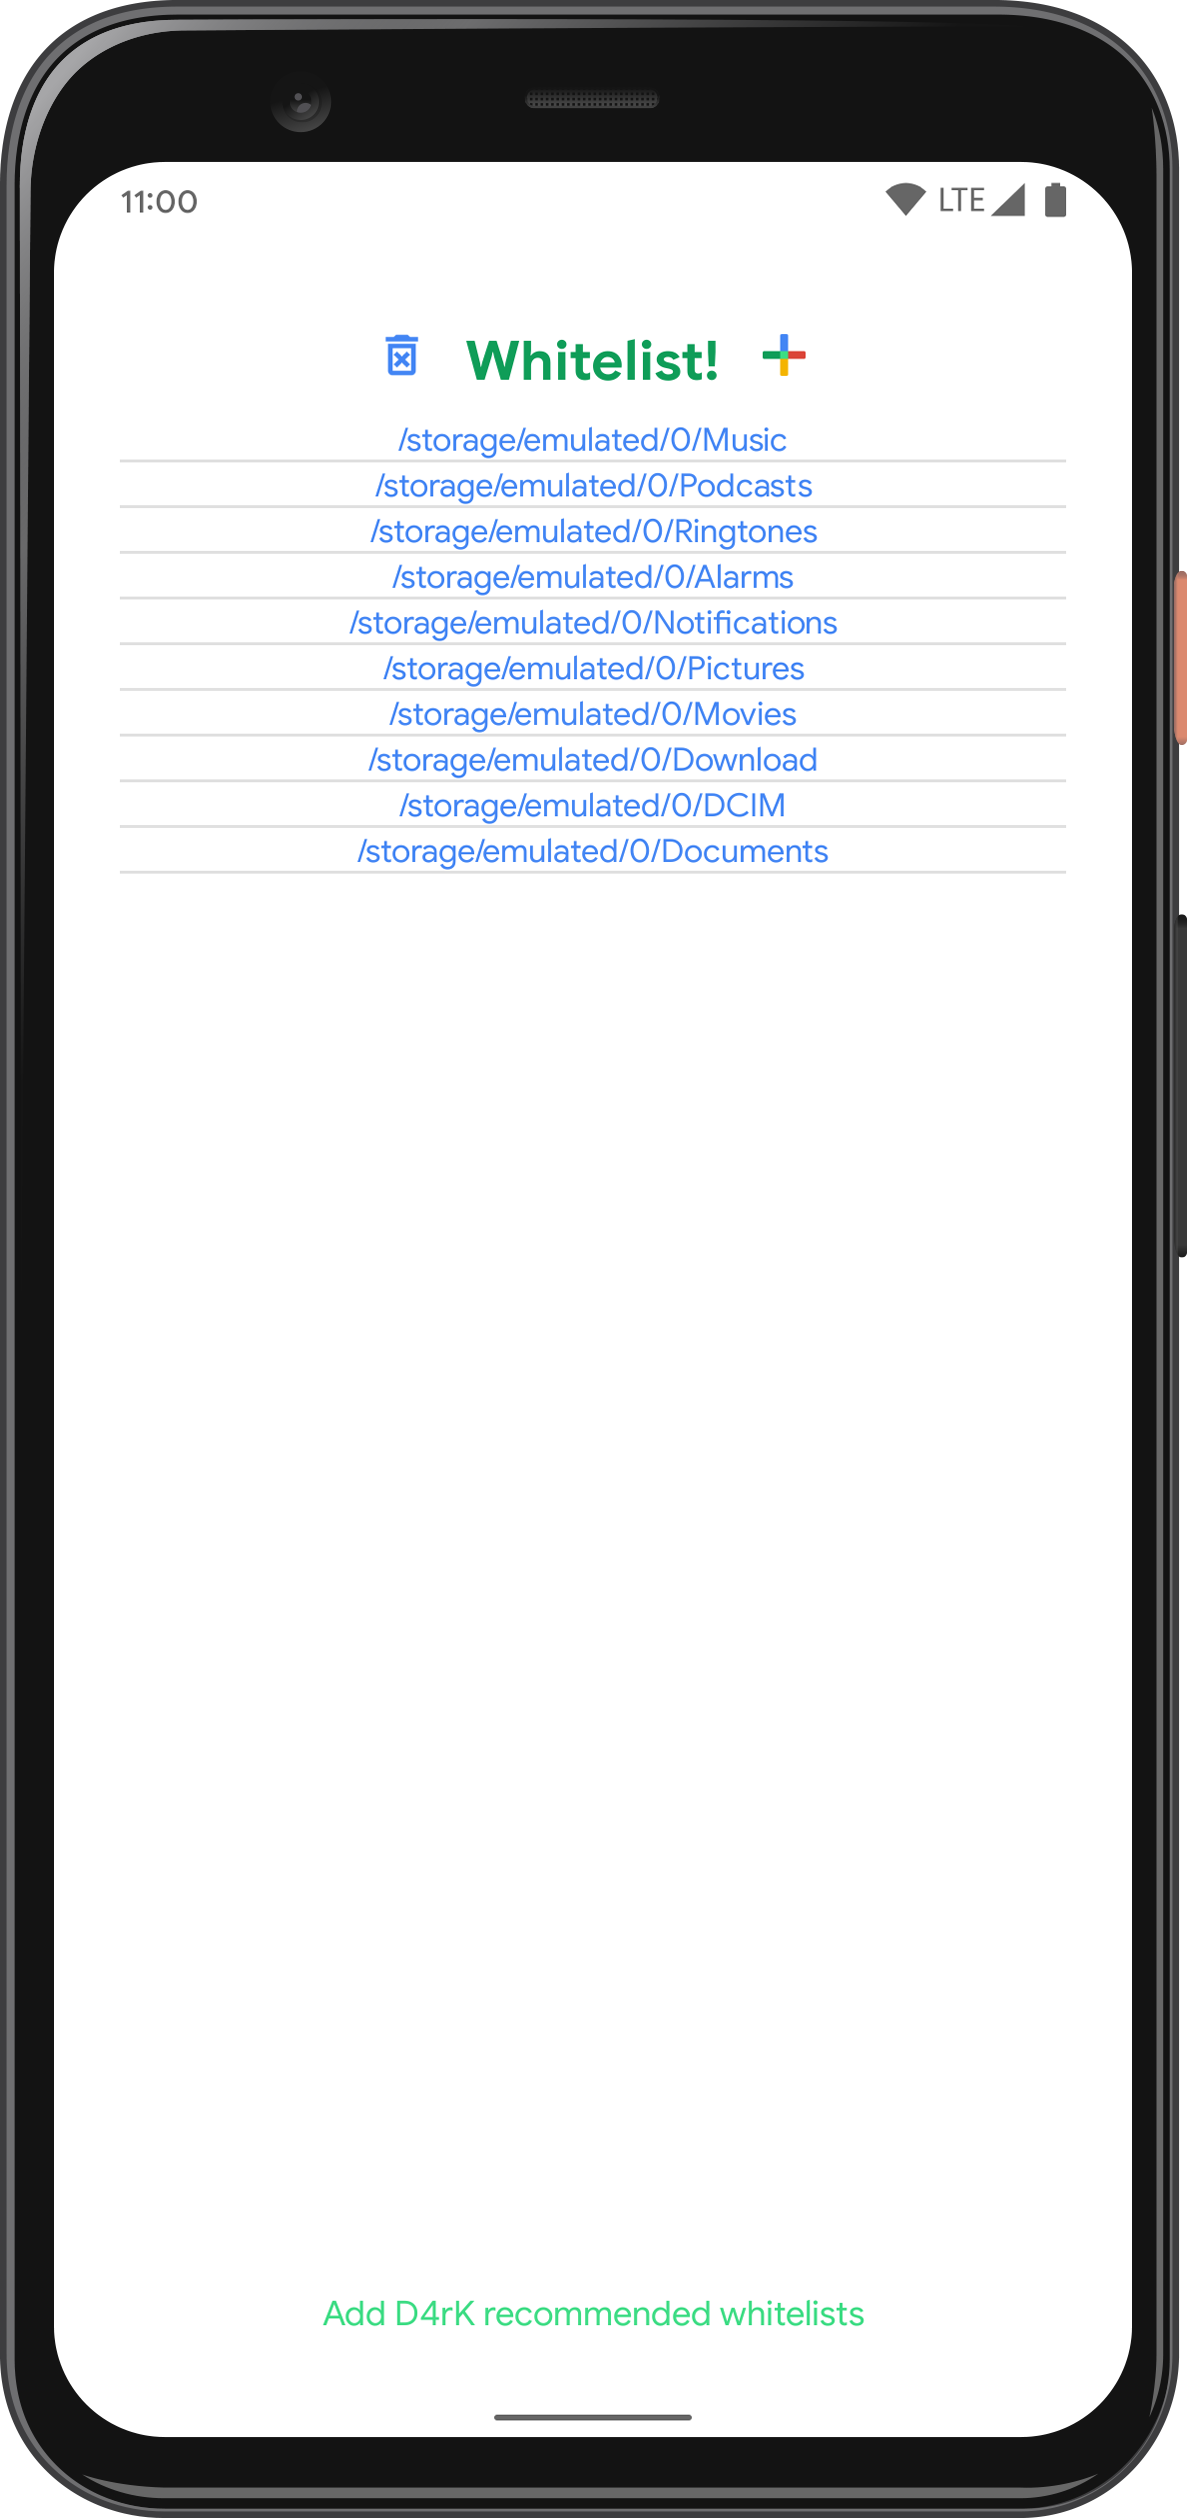 11:00 LTE
Whitelist!
/storage/emulated/0/Music
/storage/emulated/0/Podcasts
/storage/emulated/0/Ringtones
/storage/emulated/0/Alarms
/storage/emulated/0/Notifications
/storage/emulated/0/Pictures
/storage/emulated/0/Movies
/storage/emulated/0/Download
/storage/emulated/0/DCIM
/storage/emulated/0/Documents
Add D4rK recommended whitelists